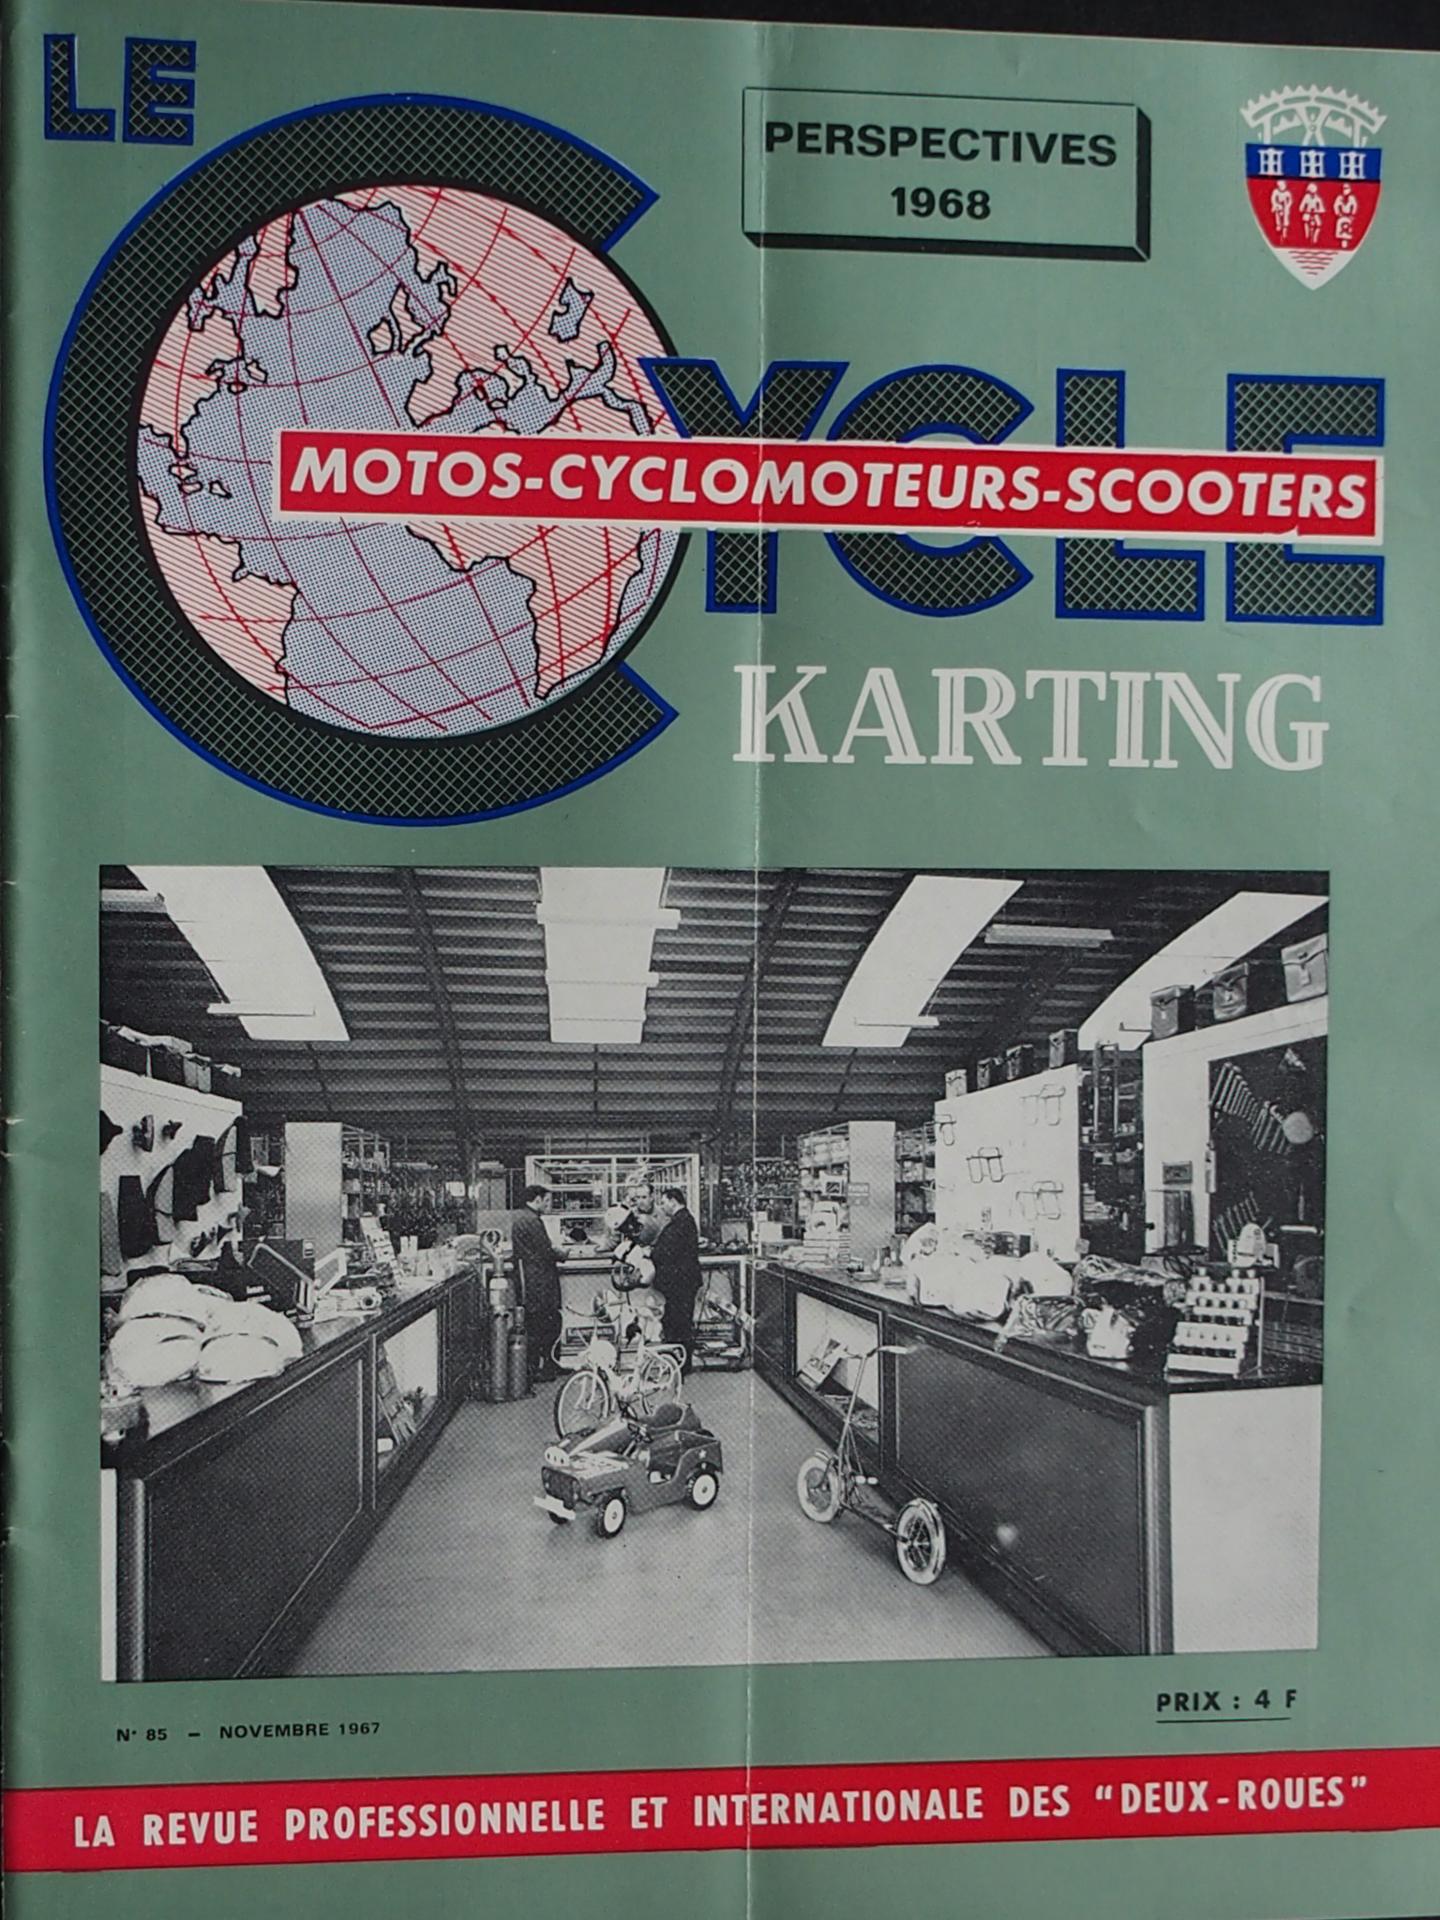 LE
CYCLE
PERSPECTIVES
1968
MOTOS-CYCLOMOTEURS-SCOOTERS
KARTING
PRIX : 4 F
N° 85 - NOVEMBRE 1967
LA REVUE PROFESSIONNELLE ET INTERNATIONALE DES "DEUX-ROUES"